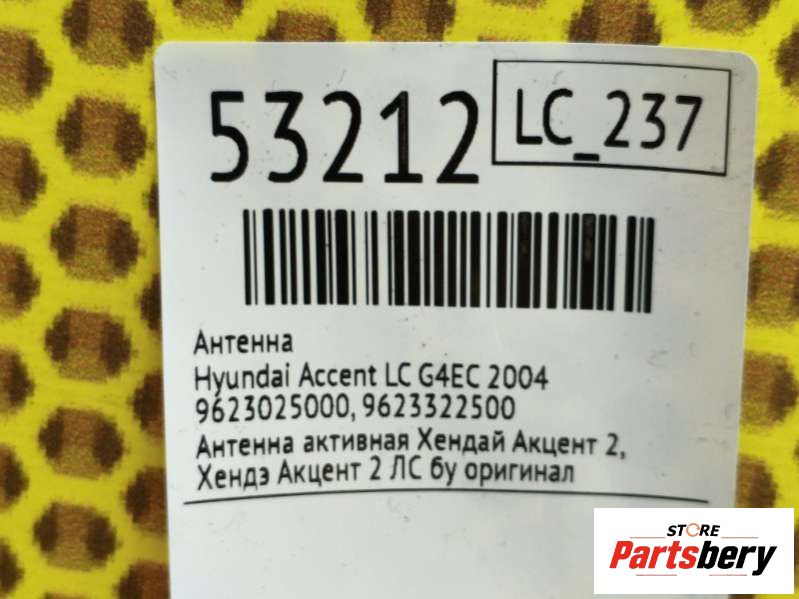 53212
LC_237
Антенна
Hyundai Accent LC G4EC 2004
9623025000, 9623322500
Антенна активная Хендай Акцент 2,
Хендэ Акцент 2 ЛС бу оригинал
STORE
Partsbery